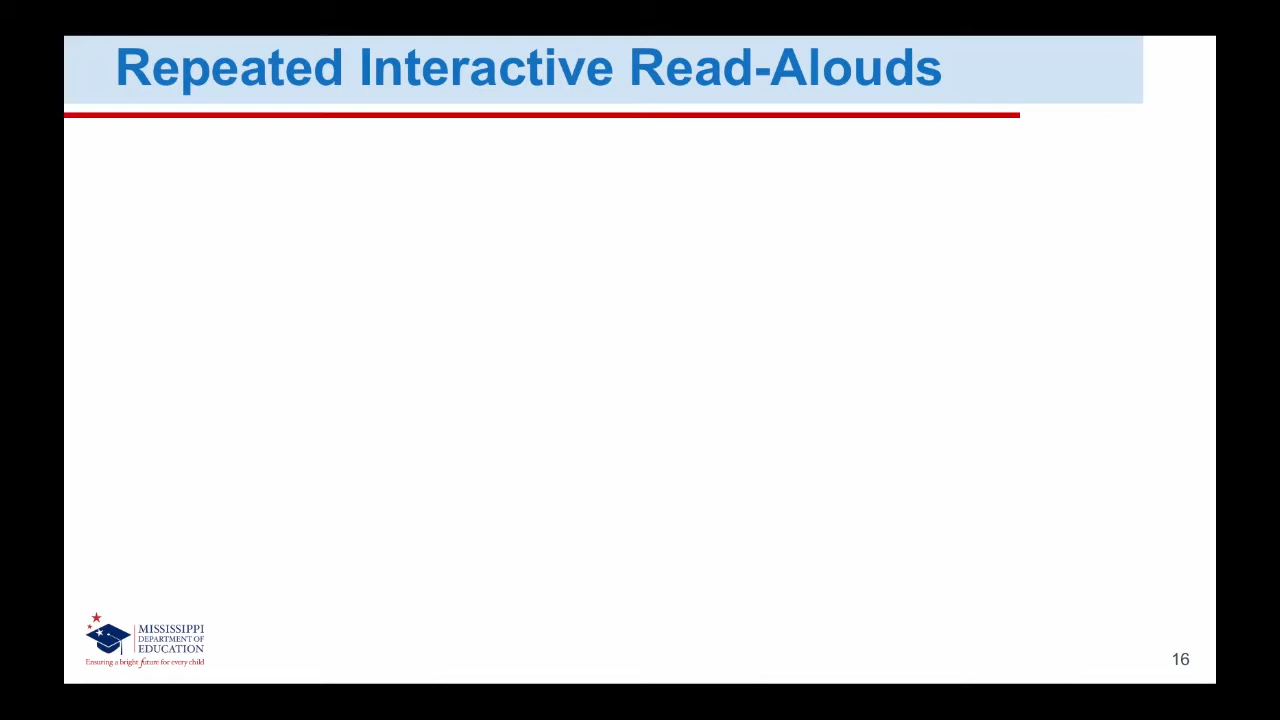 Repeated Interactive Read-Alouds
MISSISSIPPI
DEPARTMENT OF
EDUCATION
Ensuring a bright future for every child
16